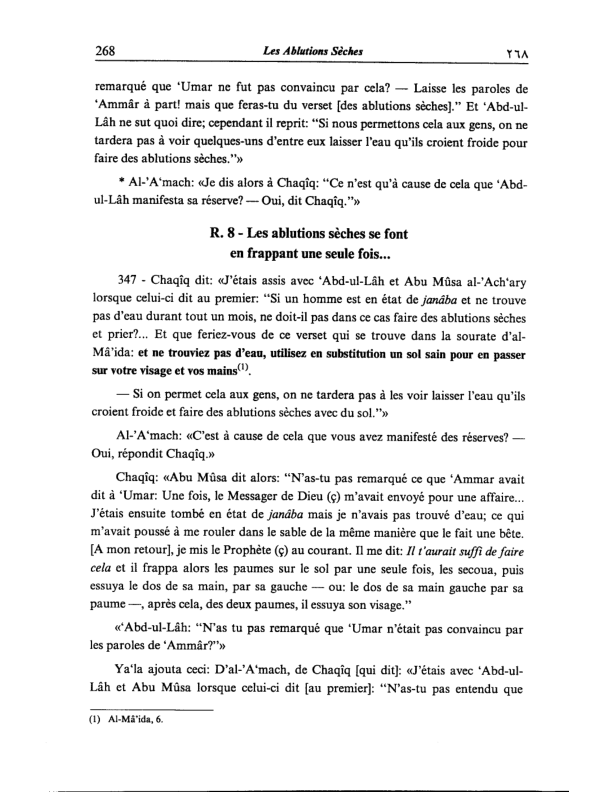 268 Les Ablutions Sèches ٢٦٨
remarqué que ‘Umar ne fut pas convaincu par cela? — Laisse les paroles de
‘Ammâr à part! mais que feras-tu du verset [des ablutions sèches]." Et ‘Abd-ul-
Lâh ne sut quoi dire; cependant il reprit: "Si nous permettons cela aux gens, on ne
tardera pas à voir quelques-uns d'entre eux laisser l'eau qu'ils croient froide pour
faire des ablutions sèches."»
* Al-’A‘mach: «Je dis alors à Chaqîq: "Ce n'est qu'à cause de cela que ‘Abd-
ul-Lâh manifesta sa réserve? — Oui, dit Chaqîq."»
R. 8 - Les ablutions sèches se font
en frappant une seule fois...
347 - Chaqîq dit: «J'étais assis avec ‘Abd-ul-Lâh et Abu Mûsa al-’Ach‘ary
lorsque celui-ci dit au premier: "Si un homme est en état de janâba et ne trouve
pas d'eau durant tout un mois, ne doit-il pas dans ce cas faire des ablutions sèches
et prier?... Et que feriez-vous de ce verset qui se trouve dans la sourate d'al-
Mâ’ida: et ne trouviez pas d'eau, utilisez en substitution un sol sain pour en passer
sur votre visage et vos mains(1).
— Si on permet cela aux gens, on ne tardera pas à les voir laisser l'eau qu'ils
croient froide et faire des ablutions sèches avec du sol."»
Al-’A‘mach: «C'est à cause de cela que vous avez manifesté des réserves? —
Oui, répondit Chaqîq.»
Chaqîq: «Abu Mûsa dit alors: "N'as-tu pas remarqué ce que ‘Ammar avait
dit à ‘Umar: Une fois, le Messager de Dieu (ç) m'avait envoyé pour une affaire...
J'étais ensuite tombé en état de janâba mais je n'avais pas trouvé d'eau; ce qui
m'avait poussé à me rouler dans le sable de la même manière que le fait une bête.
[A mon retour], je mis le Prophète (ç) au courant. Il me dit: Il t'aurait suffi de faire
cela et il frappa alors les paumes sur le sol par une seule fois, les secoua, puis
essuya le dos de sa main, par sa gauche — ou: le dos de sa main gauche par sa
paume —, après cela, des deux paumes, il essuya son visage."
«‘Abd-ul-Lâh: "N'as tu pas remarqué que ‘Umar n'était pas convaincu par
les paroles de ‘Ammâr?"»
Ya‘la ajouta ceci: D'al-’A‘mach, de Chaqîq [qui dit]: «J'étais avec ‘Abd-ul-
Lâh et Abu Mûsa lorsque celui-ci dit [au premier]: "N'as-tu pas entendu que
(1) Al-Mâ’ida, 6.